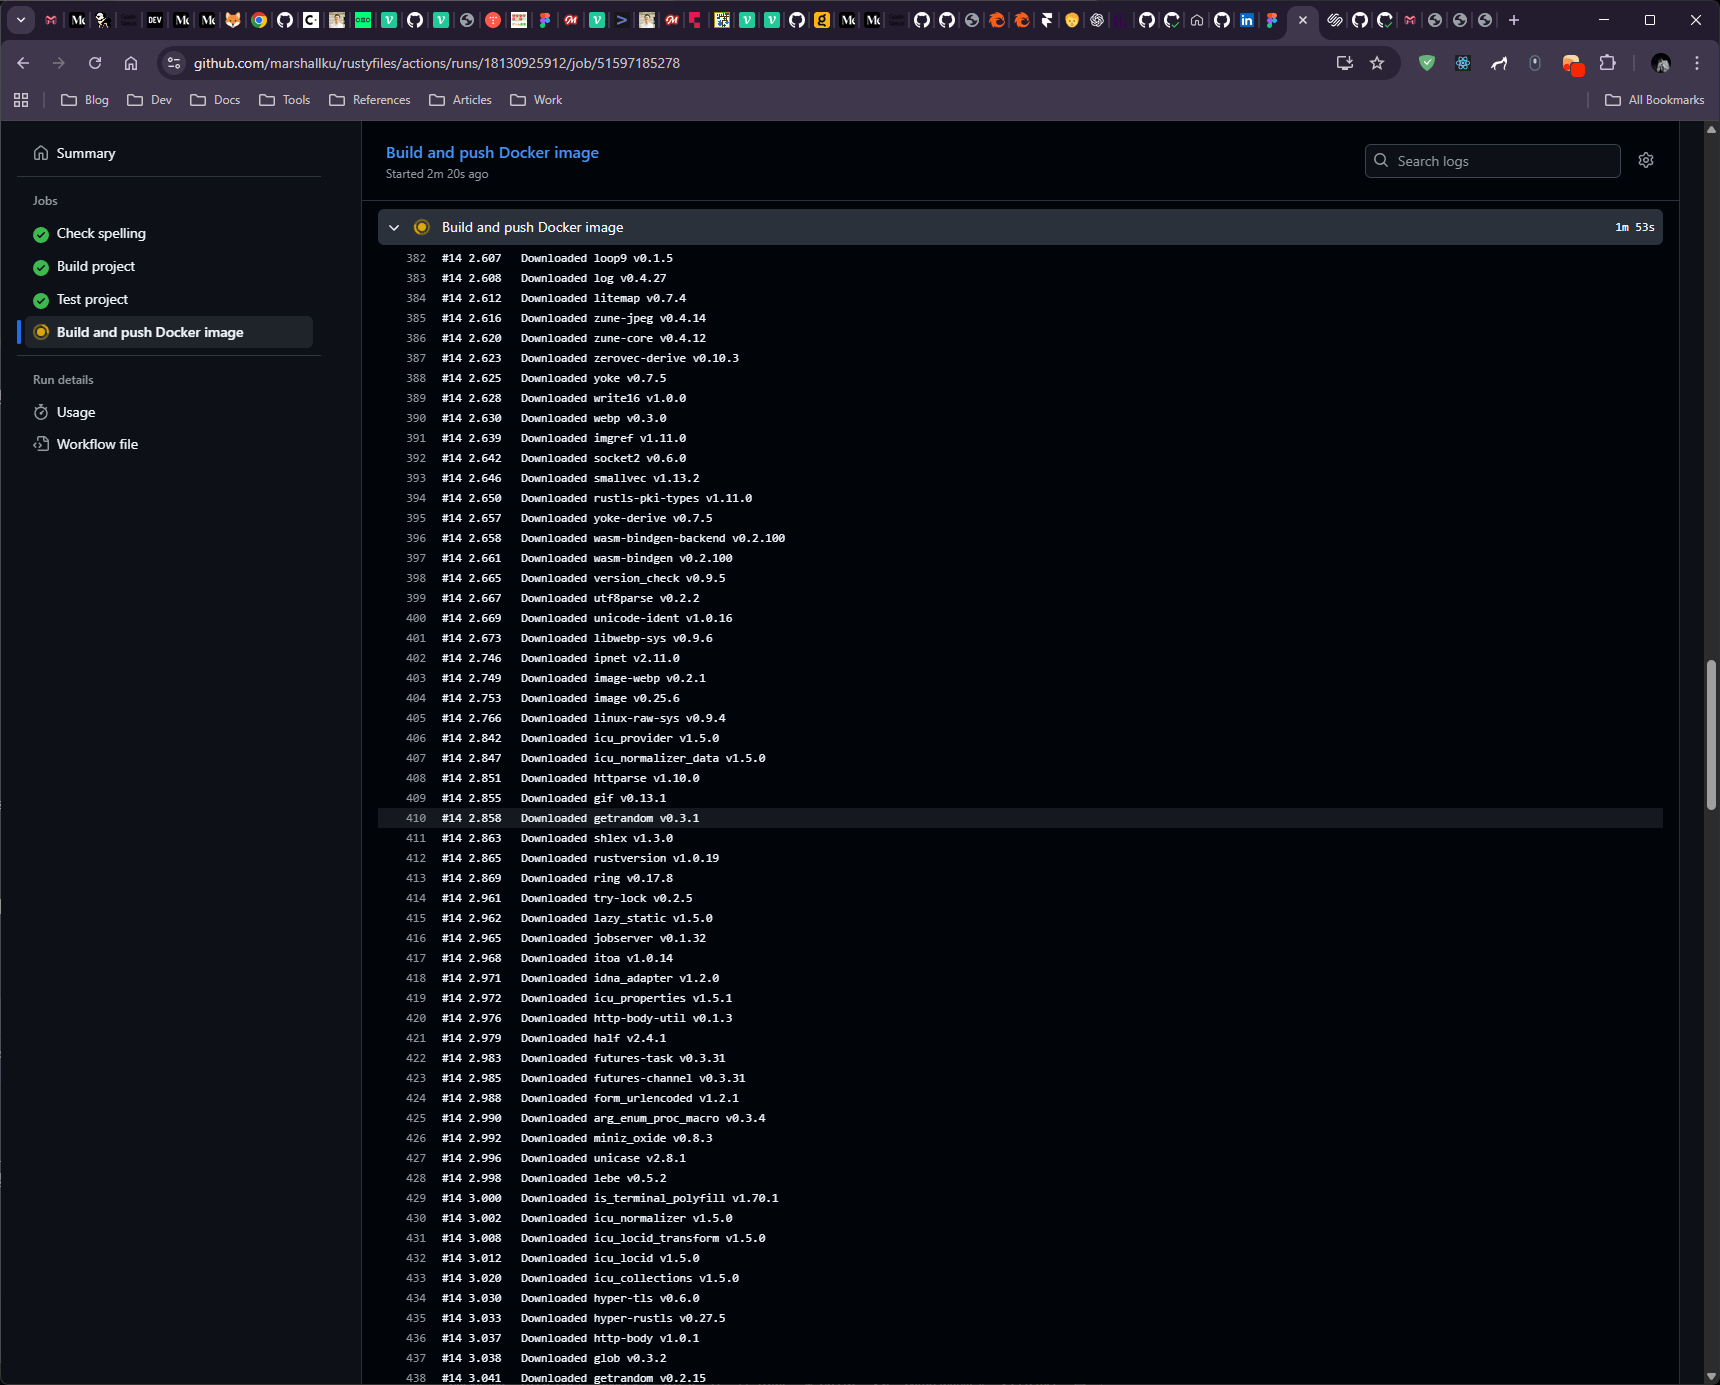 github.com/marshallku/rustyfiles/actions/runs/18130925912/job/51597185278
Blog
Dev
Docs
Tools
References
Articles
Work
All Bookmarks
Summary
Jobs
Check spelling
Build project
Test project
Build and push Docker image
Run details
Usage
Workflow file
Build and push Docker image
Started 2m 20s ago
Search logs
Build and push Docker image 1m 53s
382 #14 2.607 Downloaded loop9 v0.1.5
383 #14 2.608 Downloaded log v0.4.27
384 #14 2.612 Downloaded litemap v0.7.4
385 #14 2.616 Downloaded zune-jpeg v0.4.14
386 #14 2.620 Downloaded zune-core v0.4.12
387 #14 2.623 Downloaded zerovec-derive v0.10.3
388 #14 2.625 Downloaded yoke v0.7.5
389 #14 2.628 Downloaded write16 v1.0.0
390 #14 2.630 Downloaded webp v0.3.0
391 #14 2.639 Downloaded imgref v1.11.0
392 #14 2.642 Downloaded socket2 v0.6.0
393 #14 2.646 Downloaded smallvec v1.13.2
394 #14 2.650 Downloaded rustls-pki-types v1.11.0
395 #14 2.657 Downloaded yoke-derive v0.7.5
396 #14 2.658 Downloaded wasm-bindgen-backend v0.2.100
397 #14 2.661 Downloaded wasm-bindgen v0.2.100
398 #14 2.665 Downloaded version_check v0.9.5
399 #14 2.667 Downloaded utf8parse v0.2.2
400 #14 2.669 Downloaded unicode-ident v1.0.16
401 #14 2.673 Downloaded libwebp-sys v0.9.6
402 #14 2.746 Downloaded ipnet v2.11.0
403 #14 2.749 Downloaded image-webp v0.2.1
404 #14 2.753 Downloaded image v0.25.6
405 #14 2.766 Downloaded linux-raw-sys v0.9.4
406 #14 2.842 Downloaded icu_provider v1.5.0
407 #14 2.847 Downloaded icu_normalizer_data v1.5.0
408 #14 2.851 Downloaded httparse v1.10.0
409 #14 2.855 Downloaded gif v0.13.1
410 #14 2.858 Downloaded getrandom v0.3.1
411 #14 2.863 Downloaded shlex v1.3.0
412 #14 2.865 Downloaded rustversion v1.0.19
413 #14 2.869 Downloaded ring v0.17.8
414 #14 2.961 Downloaded try-lock v0.2.5
415 #14 2.962 Downloaded lazy_static v1.5.0
416 #14 2.965 Downloaded jobserver v0.1.32
417 #14 2.968 Downloaded itoa v1.0.14
418 #14 2.971 Downloaded idna_adapter v1.2.0
419 #14 2.972 Downloaded icu_properties v1.5.1
420 #14 2.976 Downloaded http-body-util v0.1.3
421 #14 2.979 Downloaded half v2.4.1
422 #14 2.983 Downloaded futures-task v0.3.31
423 #14 2.985 Downloaded futures-channel v0.3.31
424 #14 2.988 Downloaded form_urlencoded v1.2.1
425 #14 2.990 Downloaded arg_enum_proc_macro v0.3.4
426 #14 2.992 Downloaded miniz_oxide v0.8.3
427 #14 2.996 Downloaded unicase v2.8.1
428 #14 2.998 Downloaded lebe v0.5.2
429 #14 3.000 Downloaded is_terminal_polyfill v1.70.1
430 #14 3.002 Downloaded icu_normalizer v1.5.0
431 #14 3.008 Downloaded icu_locid_transform v1.5.0
432 #14 3.012 Downloaded icu_locid v1.5.0
433 #14 3.020 Downloaded icu_collections v1.5.0
434 #14 3.030 Downloaded hyper-tls v0.6.0
435 #14 3.033 Downloaded hyper-rustls v0.27.5
436 #14 3.037 Downloaded http-body v1.0.1
437 #14 3.038 Downloaded glob v0.3.2
438 #14 3.041 Downloaded getrandom v0.2.15